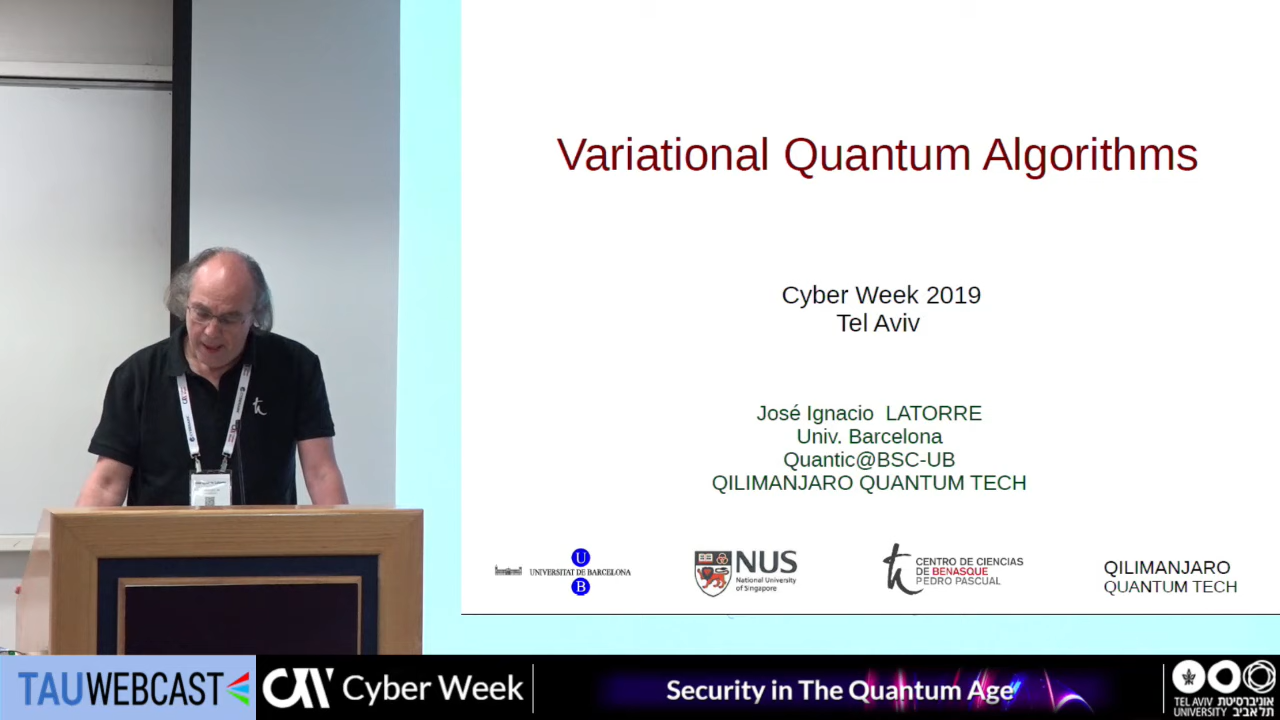 Variational Quantum Algorithms
Cyber Week 2019
Tel Aviv
José Ignacio LATORRE
Univ. Barcelona
Quantic@BSC-UB
QILIMANJARO QUANTUM TECH
U
UNIVERSITAT DE BARCELONA
B
NUS
National University
of Singapore
CENTRO DE CIENCIAS
DE BENASQUE
PEDRO PASCUAL
QILIMANJARO
QUANTUM TECH
TAUWEBCAST
Cyber Week
Security in The Quantum Age
TEL AVIV אוניברסיטת
UNIVERSITY תל אביב